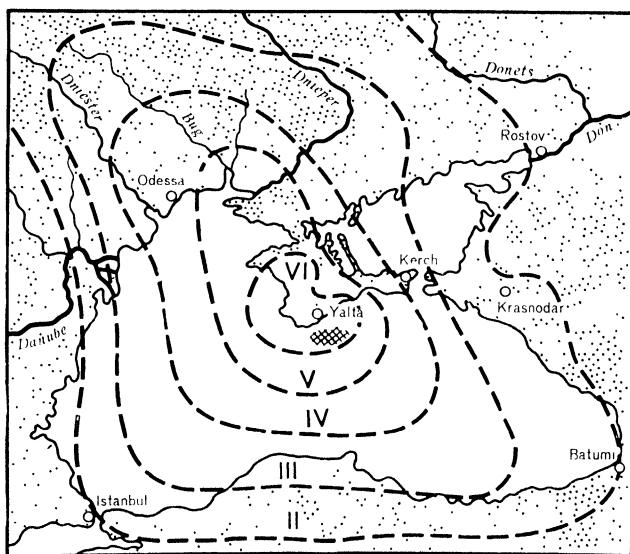 Dniester
Bug
Dnieper
Donets
Rostov
Don
Odessa
Kerch
VI
Krasnodar
Yalta
Danube
V
IV
Batumi
III
Istanbul
II